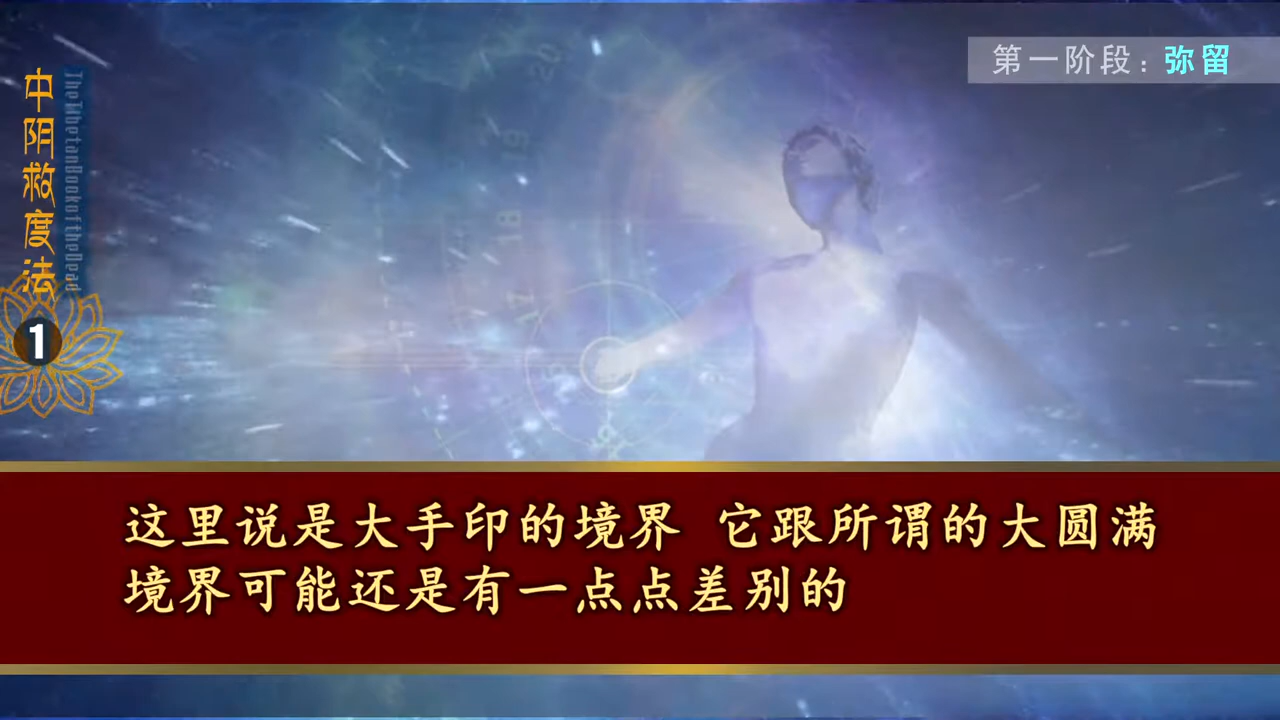 第一阶段：弥留
中阴救度法
TheTibetanBookoftheDead
1
这里说是大手印的境界 它跟所谓的大圆满
境界可能还是有一点点差别的